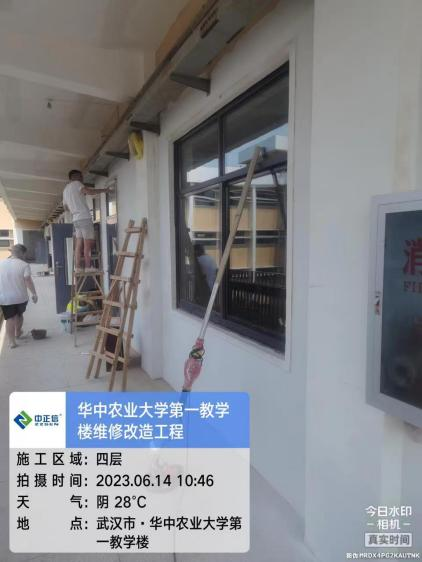 消
FI
中正信
华中农业大学第一教学
楼维修改造工程
施工区域：四层
拍摄时间：2023.06.14 10:46
天气：阴 28°C
地点：武汉市·华中农业大学第
一教学楼
今日水印
相机
真实时间
防伪 MRDX4PG2KAUTNK